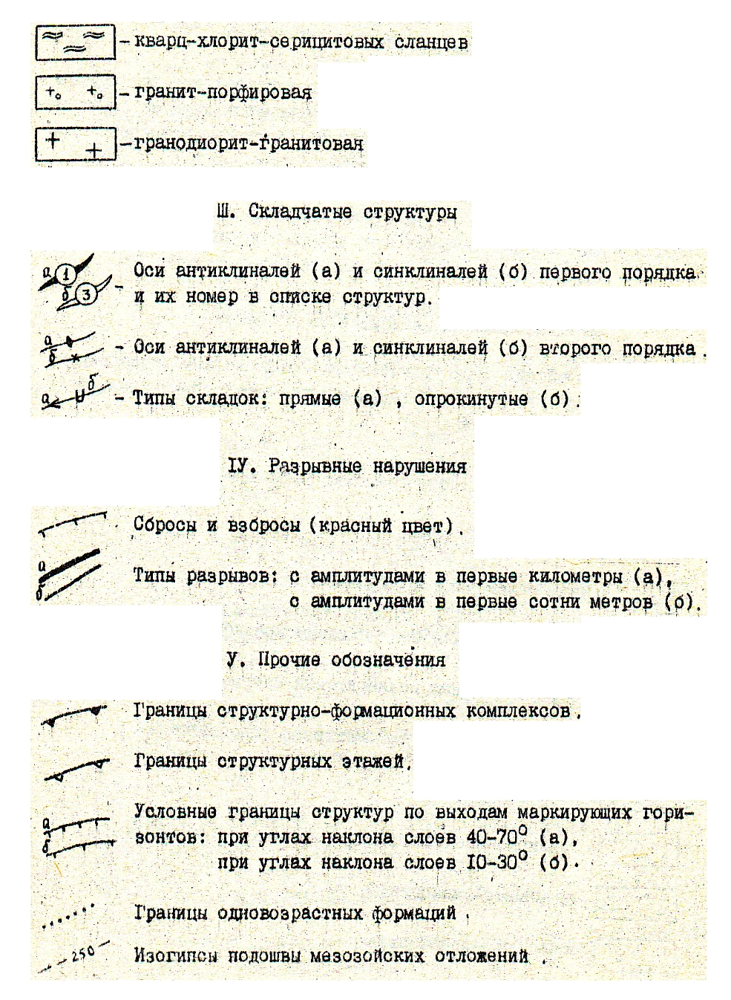 – кварц-хлорит-серицитовых сланцев
– гранит-порфировая
– гранодиорит-гранитовая
Ш. Складчатые структуры
а 1 б 3 – Оси антиклиналей (а) и синклиналей (б) первого порядка
и их номер в списке структур.
а б – Оси антиклиналей (а) и синклиналей (б) второго порядка.
а б – Типы складок: прямые (а) , опрокинутые (б).
IУ. Разрывные нарушения
Сбросы и взбросы (красный цвет).
а б Типы разрывов: с амплитудами в первые километры (а),
с амплитудами в первые сотни метров (б).
У. Прочие обозначения
Границы структурно-формационных комплексов.
Границы структурных этажей.
а б Условные границы структур по выходам маркирующих гори-
зонтов: при углах наклона слоев 40-70° (а),
при углах наклона слоев 10-30° (б).
Границы одновозрастных формаций.
250 Изогипсы подошвы мезозойских отложений.